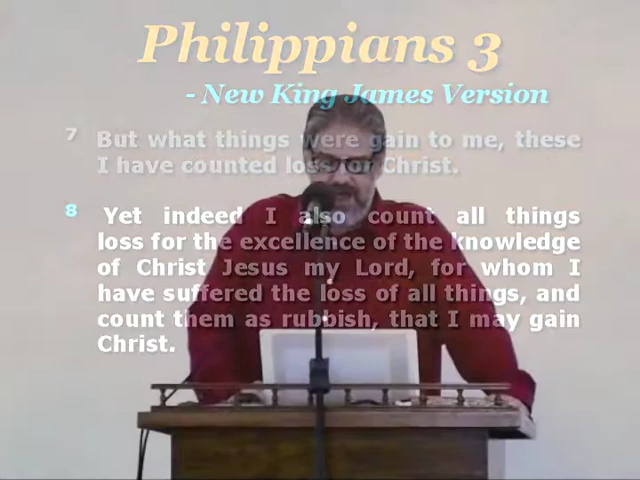 Philippians 3
- New King James Version
7 But what things were gain to me, these
I have counted loss for Christ.
8 Yet indeed I also count all things
loss for the excellence of the knowledge
of Christ Jesus my Lord, for whom I
have suffered the loss of all things, and
count them as rubbish, that I may gain
Christ.